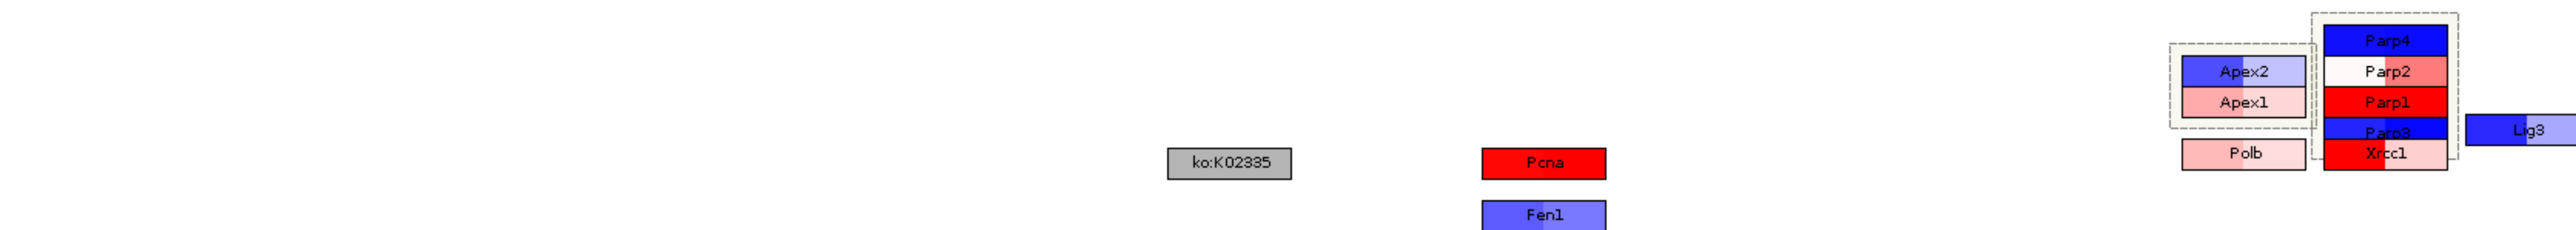 Parp4
Apex2
Parp2
Apex1
Parp1
Lig3
Parp3
Polb
Xrcc1
ko:K02335
Pcna
Fen1